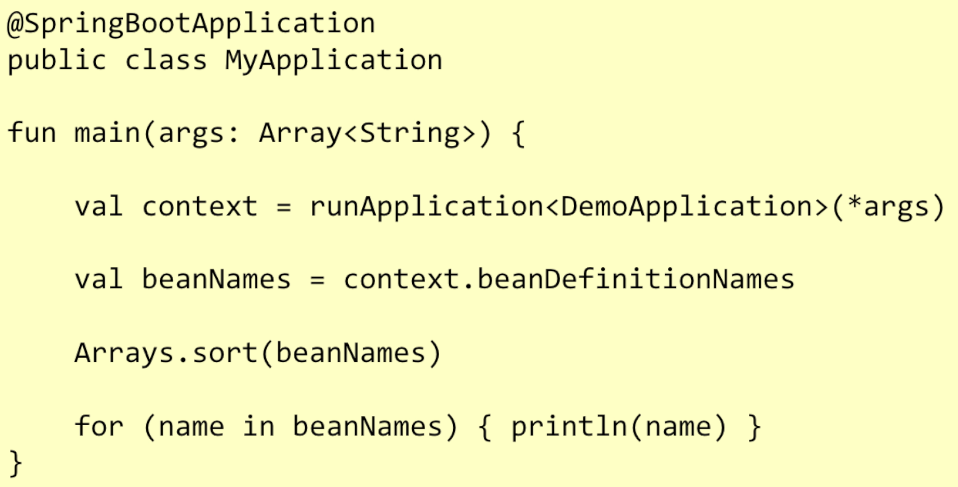 @SpringBootApplication
public class MyApplication
fun main(args: Array<String>) {
    val context = runApplication<DemoApplication>(*args)
    val beanNames = context.beanDefinitionNames
    Arrays.sort(beanNames)
    for (name in beanNames) { println(name) }
}